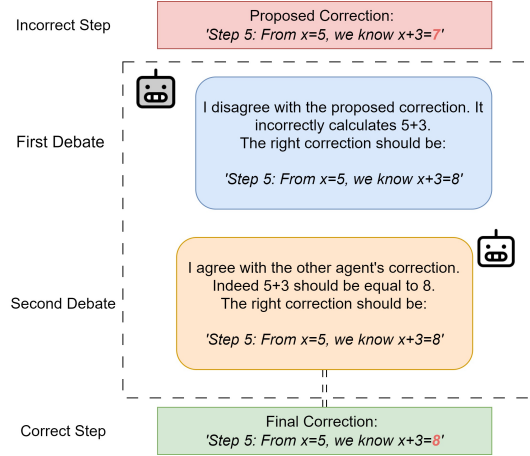 Incorrect Step
Proposed Correction:
'Step 5: From x=5, we know x+3=7'
First Debate
I disagree with the proposed correction. It
incorrectly calculates 5+3.
The right correction should be:
'Step 5: From x=5, we know x+3=8'
Second Debate
I agree with the other agent's correction.
Indeed 5+3 should be equal to 8.
The right correction should be:
'Step 5: From x=5, we know x+3=8'
Correct Step
Final Correction:
'Step 5: From x=5, we know x+3=8'